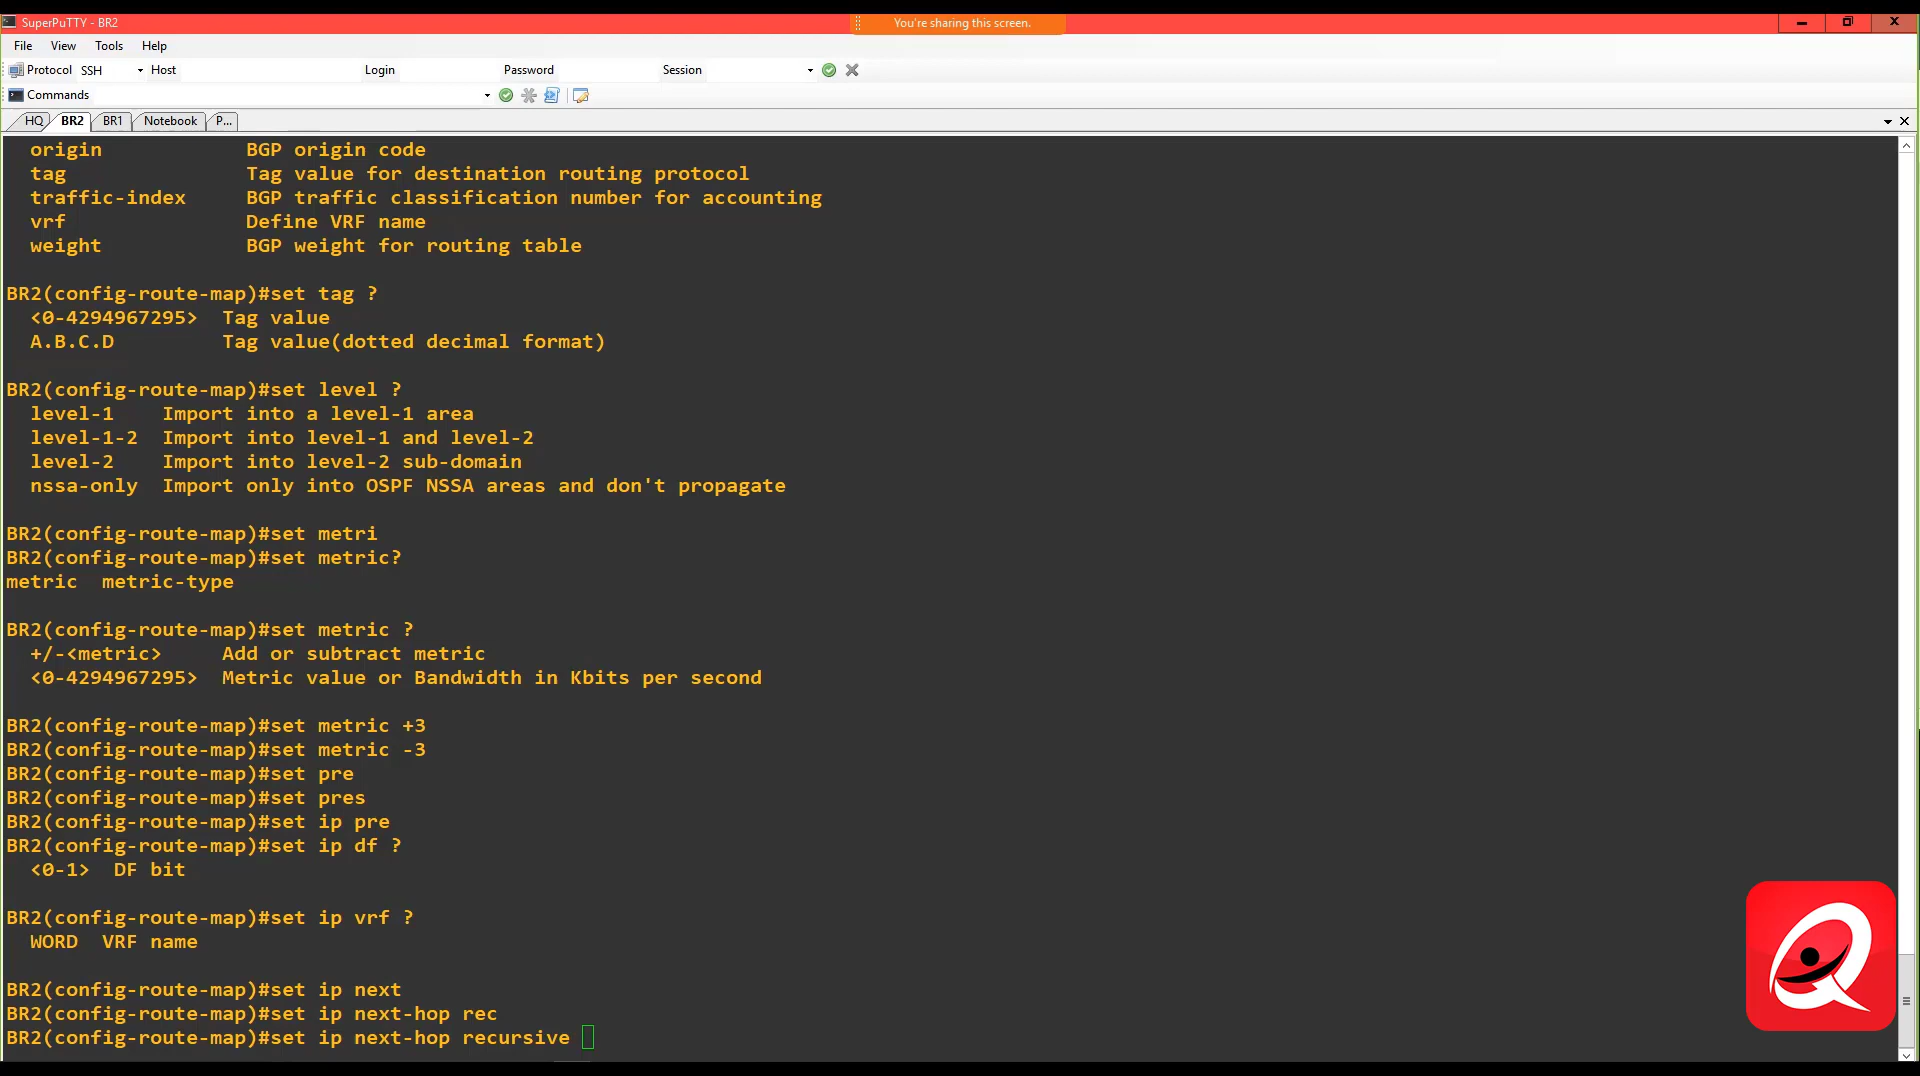 SuperPuTTY - BR2
You're sharing this screen.
File View Tools Help
Protocol SSH Host Login Password Session
Commands
HQ BR2 BR1 Notebook P...
origin BGP origin code
tag Tag value for destination routing protocol
traffic-index BGP traffic classification number for accounting
vrf Define VRF name
weight BGP weight for routing table
BR2(config-route-map)#set tag ?
<0-4294967295> Tag value
A.B.C.D Tag value(dotted decimal format)
BR2(config-route-map)#set level ?
level-1 Import into a level-1 area
level-1-2 Import into level-1 and level-2
level-2 Import into level-2 sub-domain
nssa-only Import only into OSPF NSSA areas and don't propagate
BR2(config-route-map)#set metri
BR2(config-route-map)#set metric?
metric metric-type
BR2(config-route-map)#set metric ?
+/-<metric> Add or subtract metric
<0-4294967295> Metric value or Bandwidth in Kbits per second
BR2(config-route-map)#set metric +3
BR2(config-route-map)#set metric -3
BR2(config-route-map)#set pre
BR2(config-route-map)#set pres
BR2(config-route-map)#set ip pre
BR2(config-route-map)#set ip df ?
<0-1> DF bit
BR2(config-route-map)#set ip vrf ?
WORD VRF name
BR2(config-route-map)#set ip next
BR2(config-route-map)#set ip next-hop rec
BR2(config-route-map)#set ip next-hop recursive